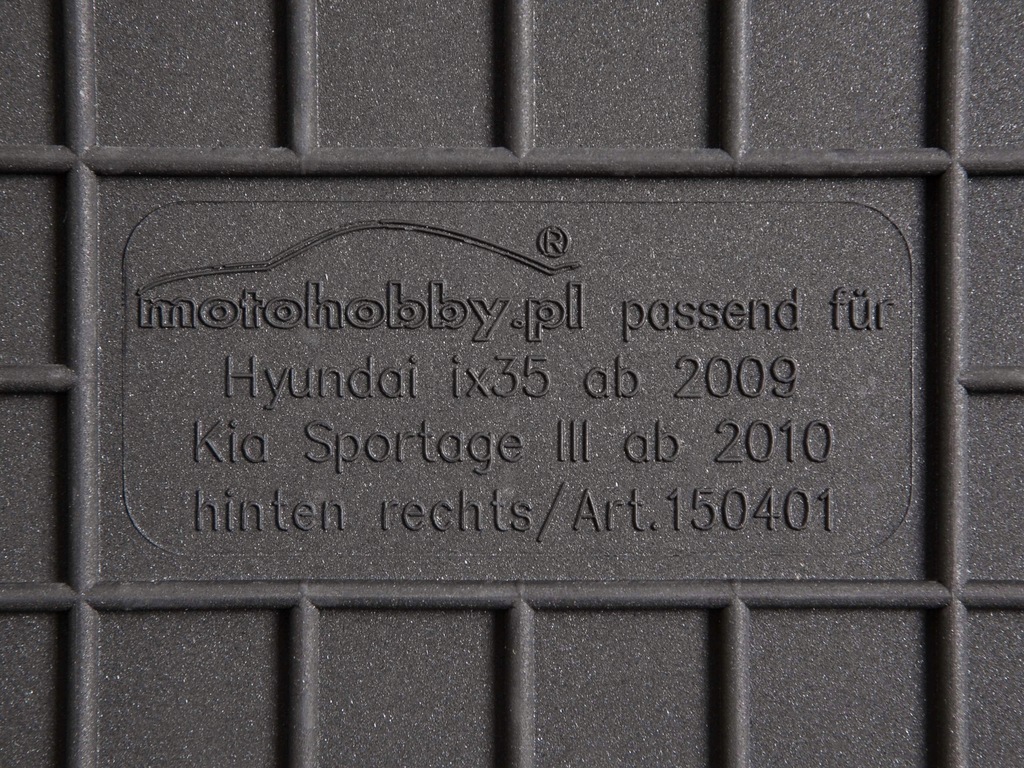 motohobby.pl® passend für
Hyundai ix35 ab 2009
Kia Sportage III ab 2010
hinten rechts/Art.150401